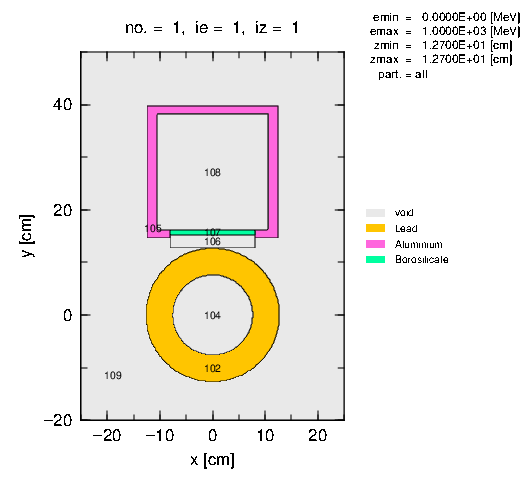 no. = 1, ie = 1, iz = 1
emin = 0.0000E+00 [MeV]
emax = 1.0000E+03 [MeV]
zmin = 1.2700E+01 [cm]
zmax = 1.2700E+01 [cm]
part. = all
40
20
0
−20
y [cm]
108
105
107
106
104
102
109
void
Lead
Aluminium
Borosilicate
−20 −10 0 10 20
x [cm]